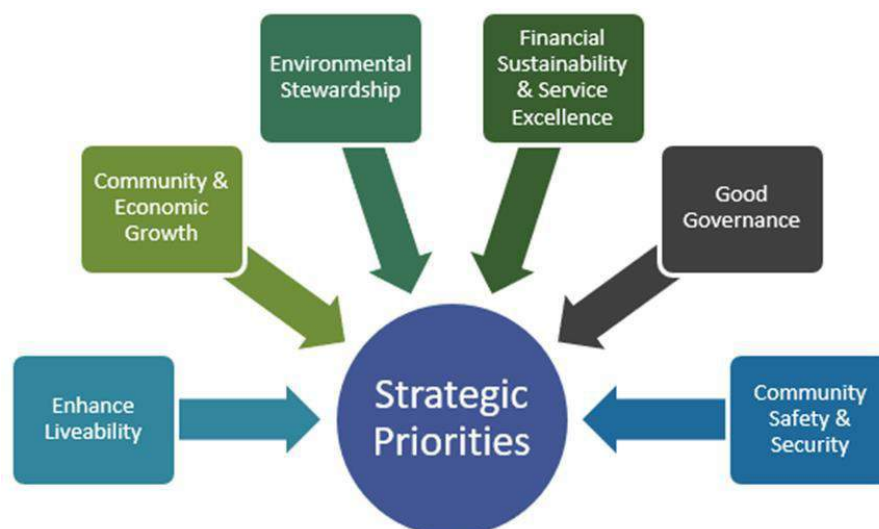 Environmental
Stewardship
Financial
Sustainability
& Service
Excellence
Community &
Economic
Growth
Good
Governance
Enhance
Liveability
Strategic
Priorities
Community
Safety &
Security